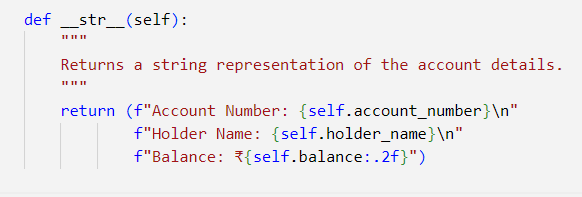 def __str__(self):
    """
    Returns a string representation of the account details.
    """
    return (f"Account Number: {self.account_number}\n"
            f"Holder Name: {self.holder_name}\n"
            f"Balance: ₹{self.balance:.2f}")